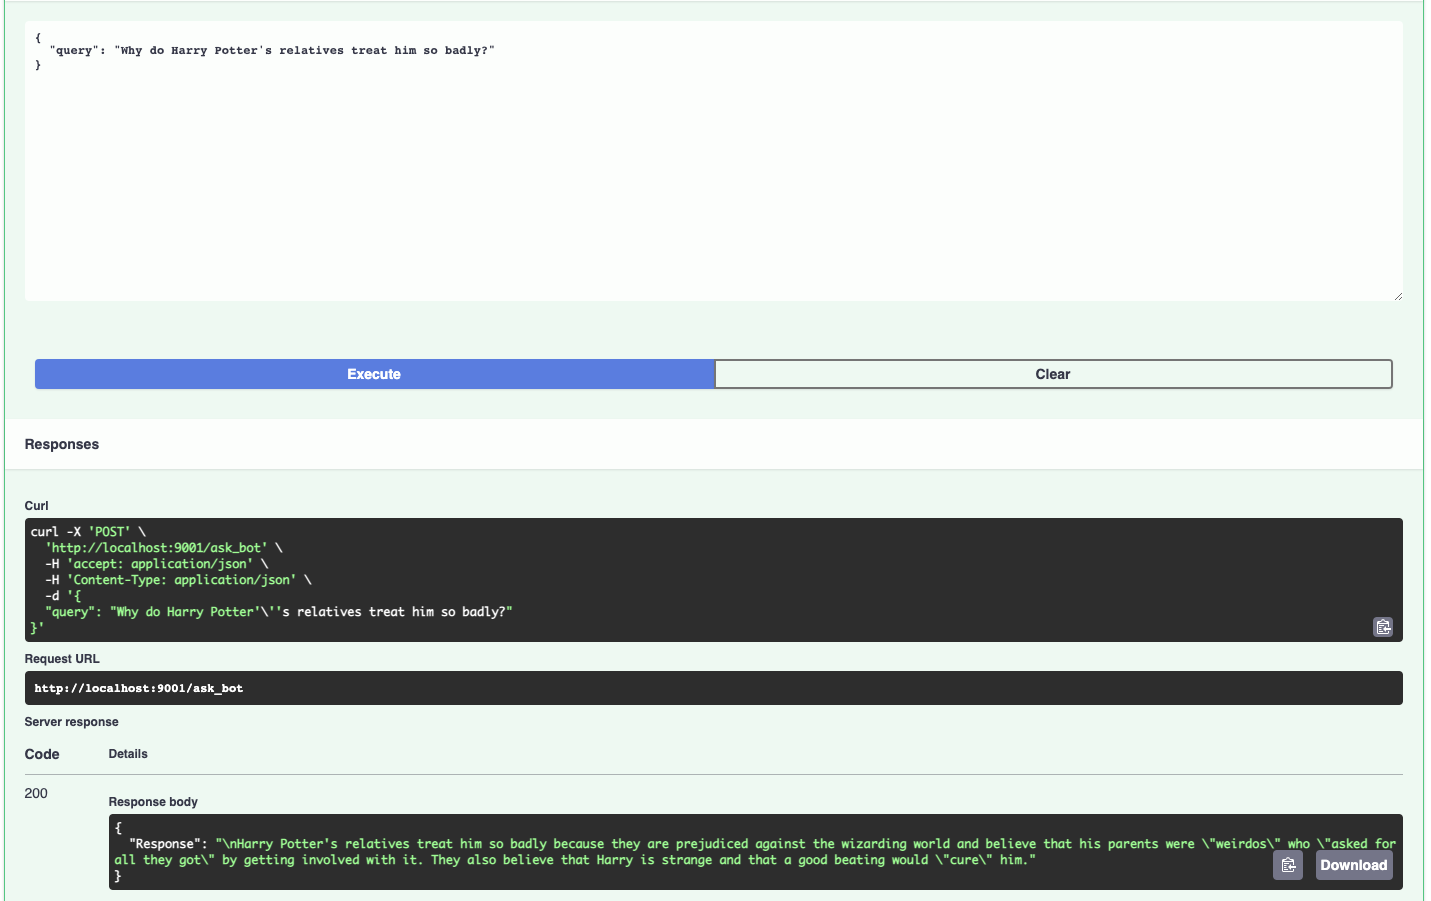 {
  "query": "Why do Harry Potter's relatives treat him so badly?"
}
Execute
Clear
Responses
Curl
curl -X 'POST' \
  'http://localhost:9001/ask_bot' \
  -H 'accept: application/json' \
  -H 'Content-Type: application/json' \
  -d '{
  "query": "Why do Harry Potter'\''s relatives treat him so badly?"
}'
Request URL
http://localhost:9001/ask_bot
Server response
Code Details
200
Response body
{
  "Response": "\nHarry Potter's relatives treat him so badly because they are prejudiced against the wizarding world and believe that his parents were \"weirdos\" who \"asked for
all they got\" by getting involved with it. They also believe that Harry is strange and that a good beating would \"cure\" him."
}
Download